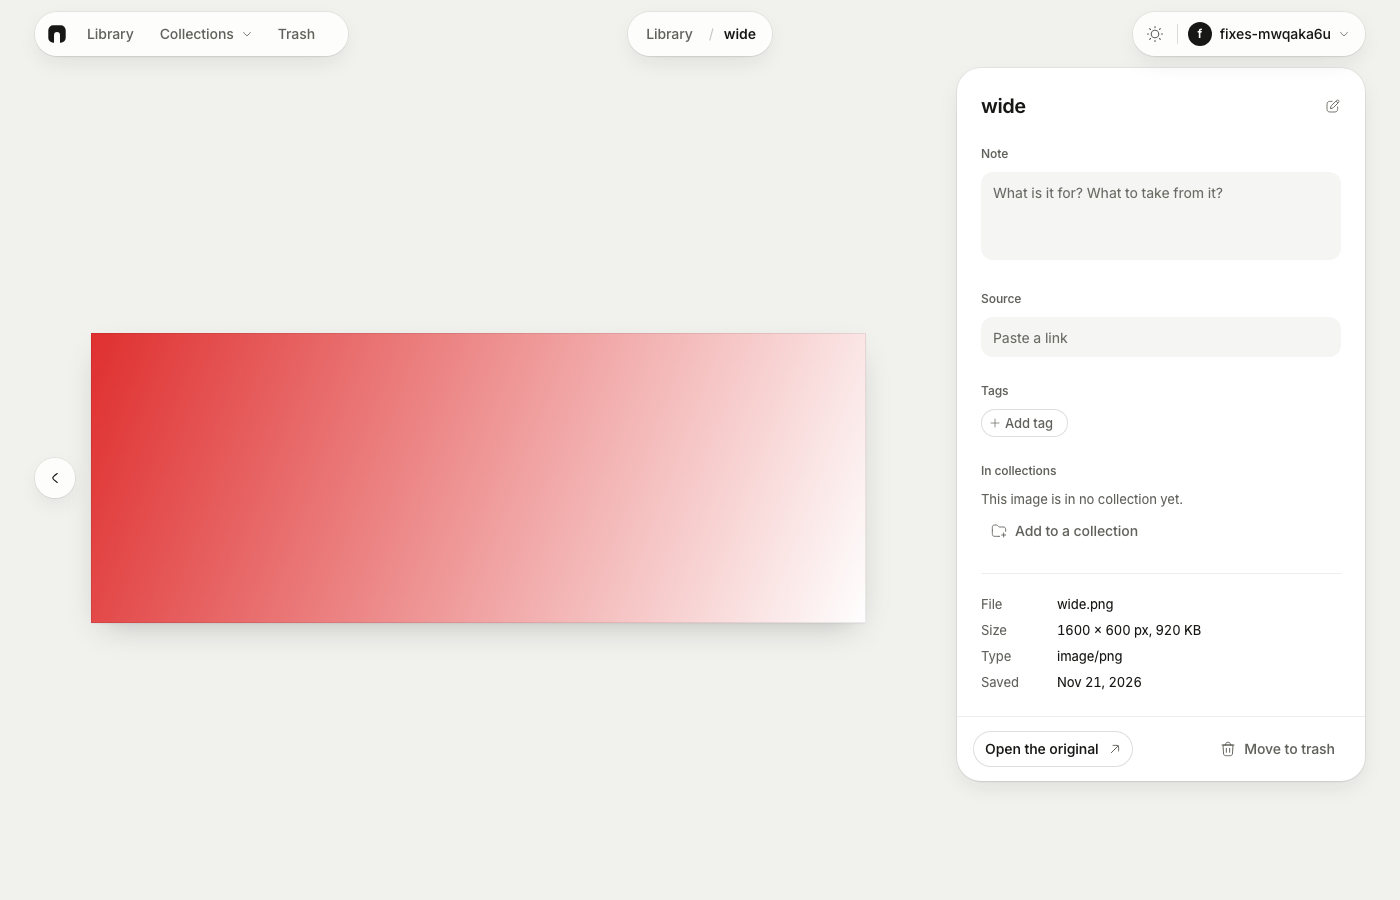 Library Collections Trash
Library / wide
f fixes-mwqaka6u
wide
Note
What is it for? What to take from it?
Source
Paste a link
Tags
Add tag
In collections
This image is in no collection yet.
Add to a collection
File wide.png
Size 1600 × 600 px, 920 KB
Type image/png
Saved Nov 21, 2026
Open the original
Move to trash